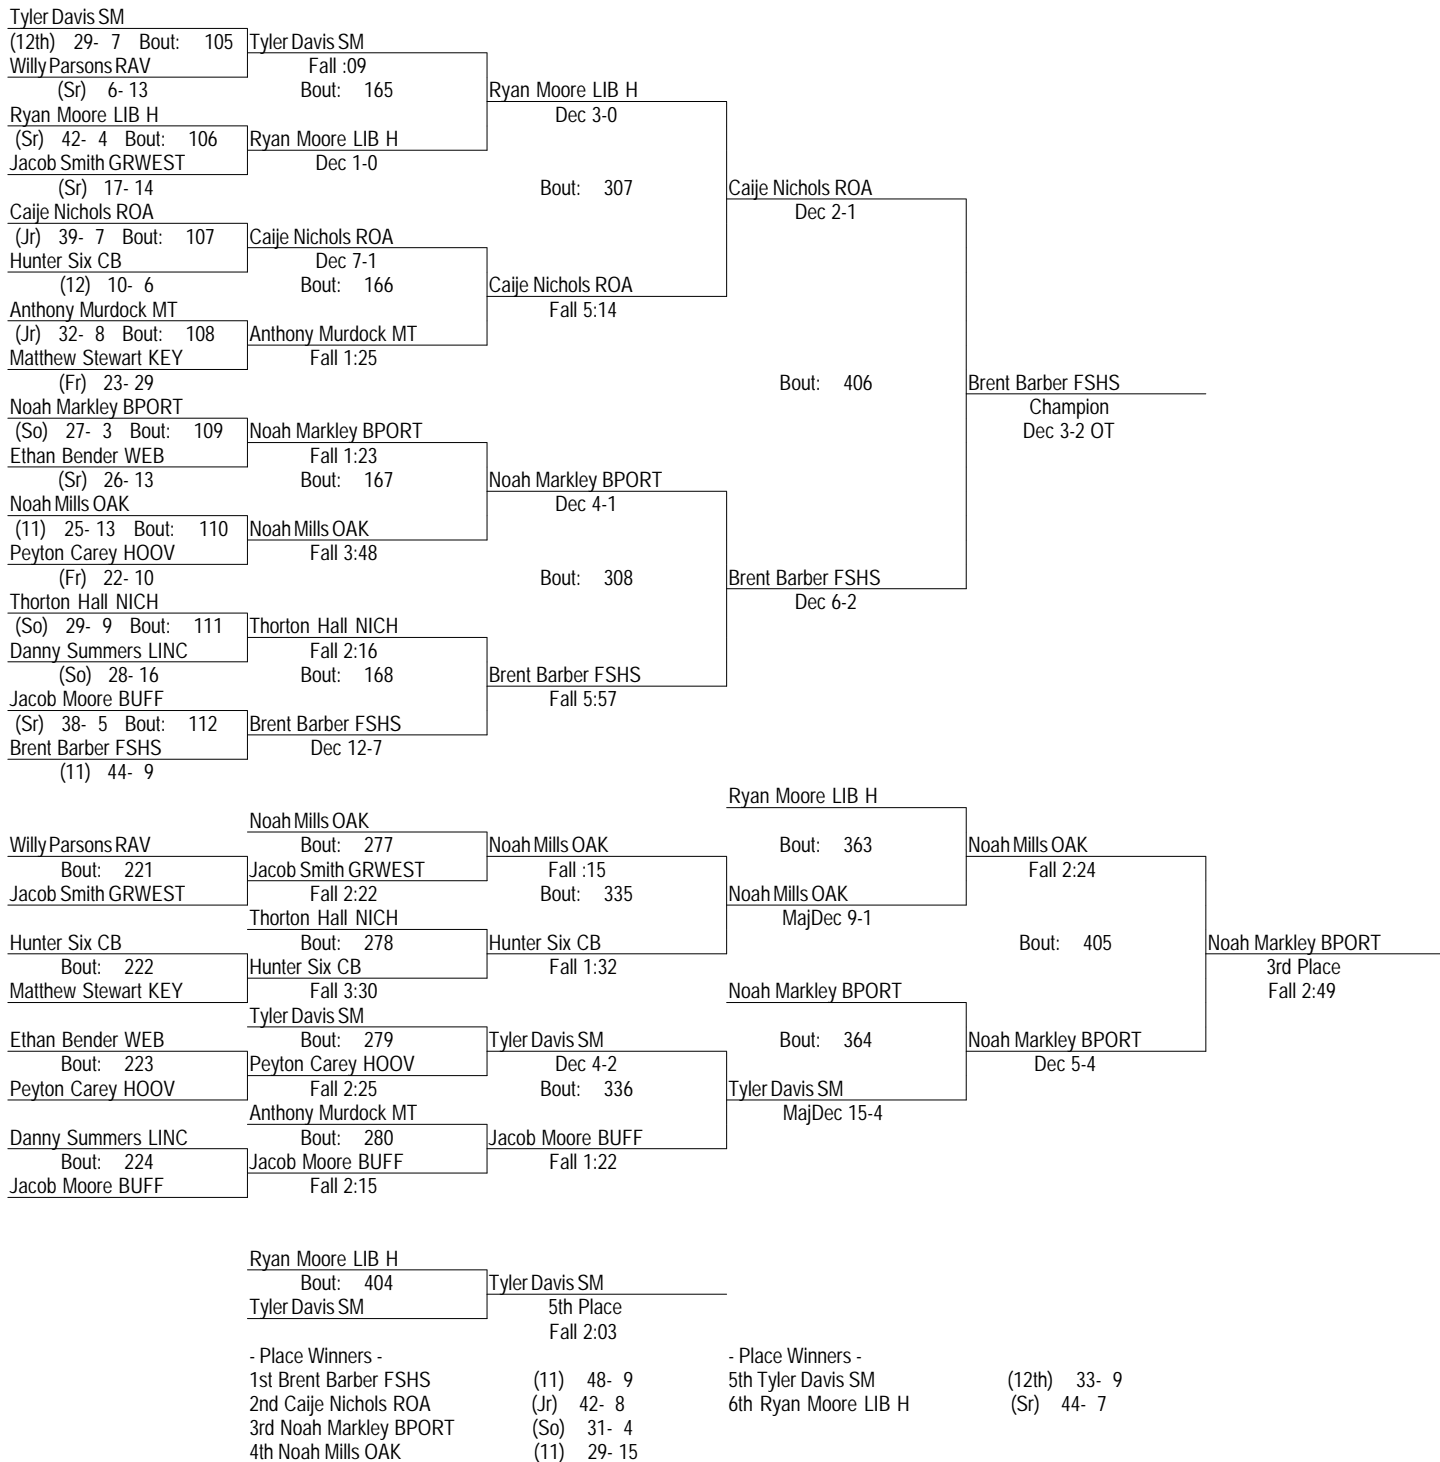 Tyler Davis SM
(12th) 29- 7 Bout: 105 Tyler Davis SM
Willy Parsons RAV Fall :09
(Sr) 6- 13 Bout: 165 Ryan Moore LIB H
Ryan Moore LIB H Dec 3-0
(Sr) 42- 4 Bout: 106 Ryan Moore LIB H
Jacob Smith GRWEST Dec 1-0
(Sr) 17- 14 Bout: 307 Caije Nichols ROA
Caije Nichols ROA Dec 2-1
(Jr) 39- 7 Bout: 107 Caije Nichols ROA
Hunter Six CB Dec 7-1
(12) 10- 6 Bout: 166 Caije Nichols ROA
Anthony Murdock MT Fall 5:14
(Jr) 32- 8 Bout: 108 Anthony Murdock MT
Matthew Stewart KEY Fall 1:25
(Fr) 23- 29 Bout: 406 Brent Barber FSHS
Noah Markley BPORT Champion
(So) 27- 3 Bout: 109 Noah Markley BPORT Dec 3-2 OT
Ethan Bender WEB Fall 1:23
(Sr) 26- 13 Bout: 167 Noah Markley BPORT
Noah Mills OAK Dec 4-1
(11) 25- 13 Bout: 110 Noah Mills OAK
Peyton Carey HOOV Fall 3:48
(Fr) 22- 10 Bout: 308 Brent Barber FSHS
Thorton Hall NICH Dec 6-2
(So) 29- 9 Bout: 111 Thorton Hall NICH
Danny Summers LINC Fall 2:16
(So) 28- 16 Bout: 168 Brent Barber FSHS
Jacob Moore BUFF Fall 5:57
(Sr) 38- 5 Bout: 112 Brent Barber FSHS
Brent Barber FSHS Dec 12-7
(11) 44- 9
Ryan Moore LIB H
Noah Mills OAK
Willy Parsons RAV Bout: 277 Noah Mills OAK Bout: 363 Noah Mills OAK
Bout: 221 Jacob Smith GRWEST Fall :15 Fall 2:24
Jacob Smith GRWEST Fall 2:22 Bout: 335 Noah Mills OAK
Thorton Hall NICH MajDec 9-1
Hunter Six CB Bout: 278 Hunter Six CB Bout: 405 Noah Markley BPORT
Bout: 222 Hunter Six CB Fall 1:32 3rd Place
Matthew Stewart KEY Fall 3:30 Noah Markley BPORT Fall 2:49
Tyler Davis SM
Ethan Bender WEB Bout: 279 Tyler Davis SM Bout: 364 Noah Markley BPORT
Bout: 223 Peyton Carey HOOV Dec 4-2 Dec 5-4
Peyton Carey HOOV Fall 2:25 Bout: 336 Tyler Davis SM
Anthony Murdock MT MajDec 15-4
Danny Summers LINC Bout: 280 Jacob Moore BUFF
Bout: 224 Jacob Moore BUFF Fall 1:22
Jacob Moore BUFF Fall 2:15
Ryan Moore LIB H
Bout: 404 Tyler Davis SM
Tyler Davis SM 5th Place
Fall 2:03
- Place Winners - - Place Winners -
1st Brent Barber FSHS (11) 48- 9 5th Tyler Davis SM (12th) 33- 9
2nd Caije Nichols ROA (Jr) 42- 8 6th Ryan Moore LIB H (Sr) 44- 7
3rd Noah Markley BPORT (So) 31- 4
4th Noah Mills OAK (11) 29- 15